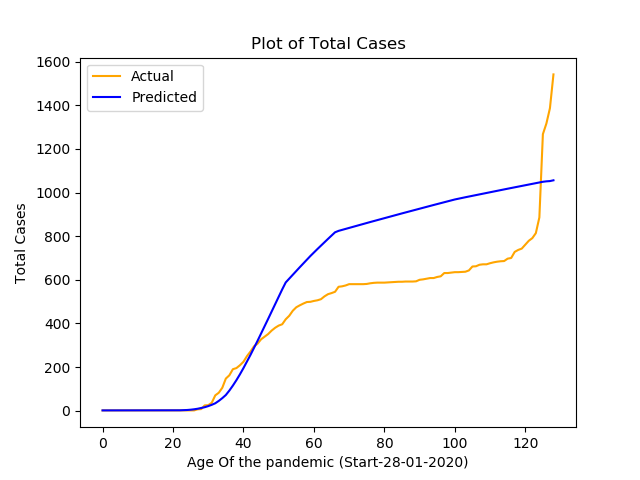 Plot of Total Cases
Actual
Predicted
Total Cases
1600
1400
1200
1000
800
600
400
200
0
0 20 40 60 80 100 120
Age Of the pandemic (Start-28-01-2020)